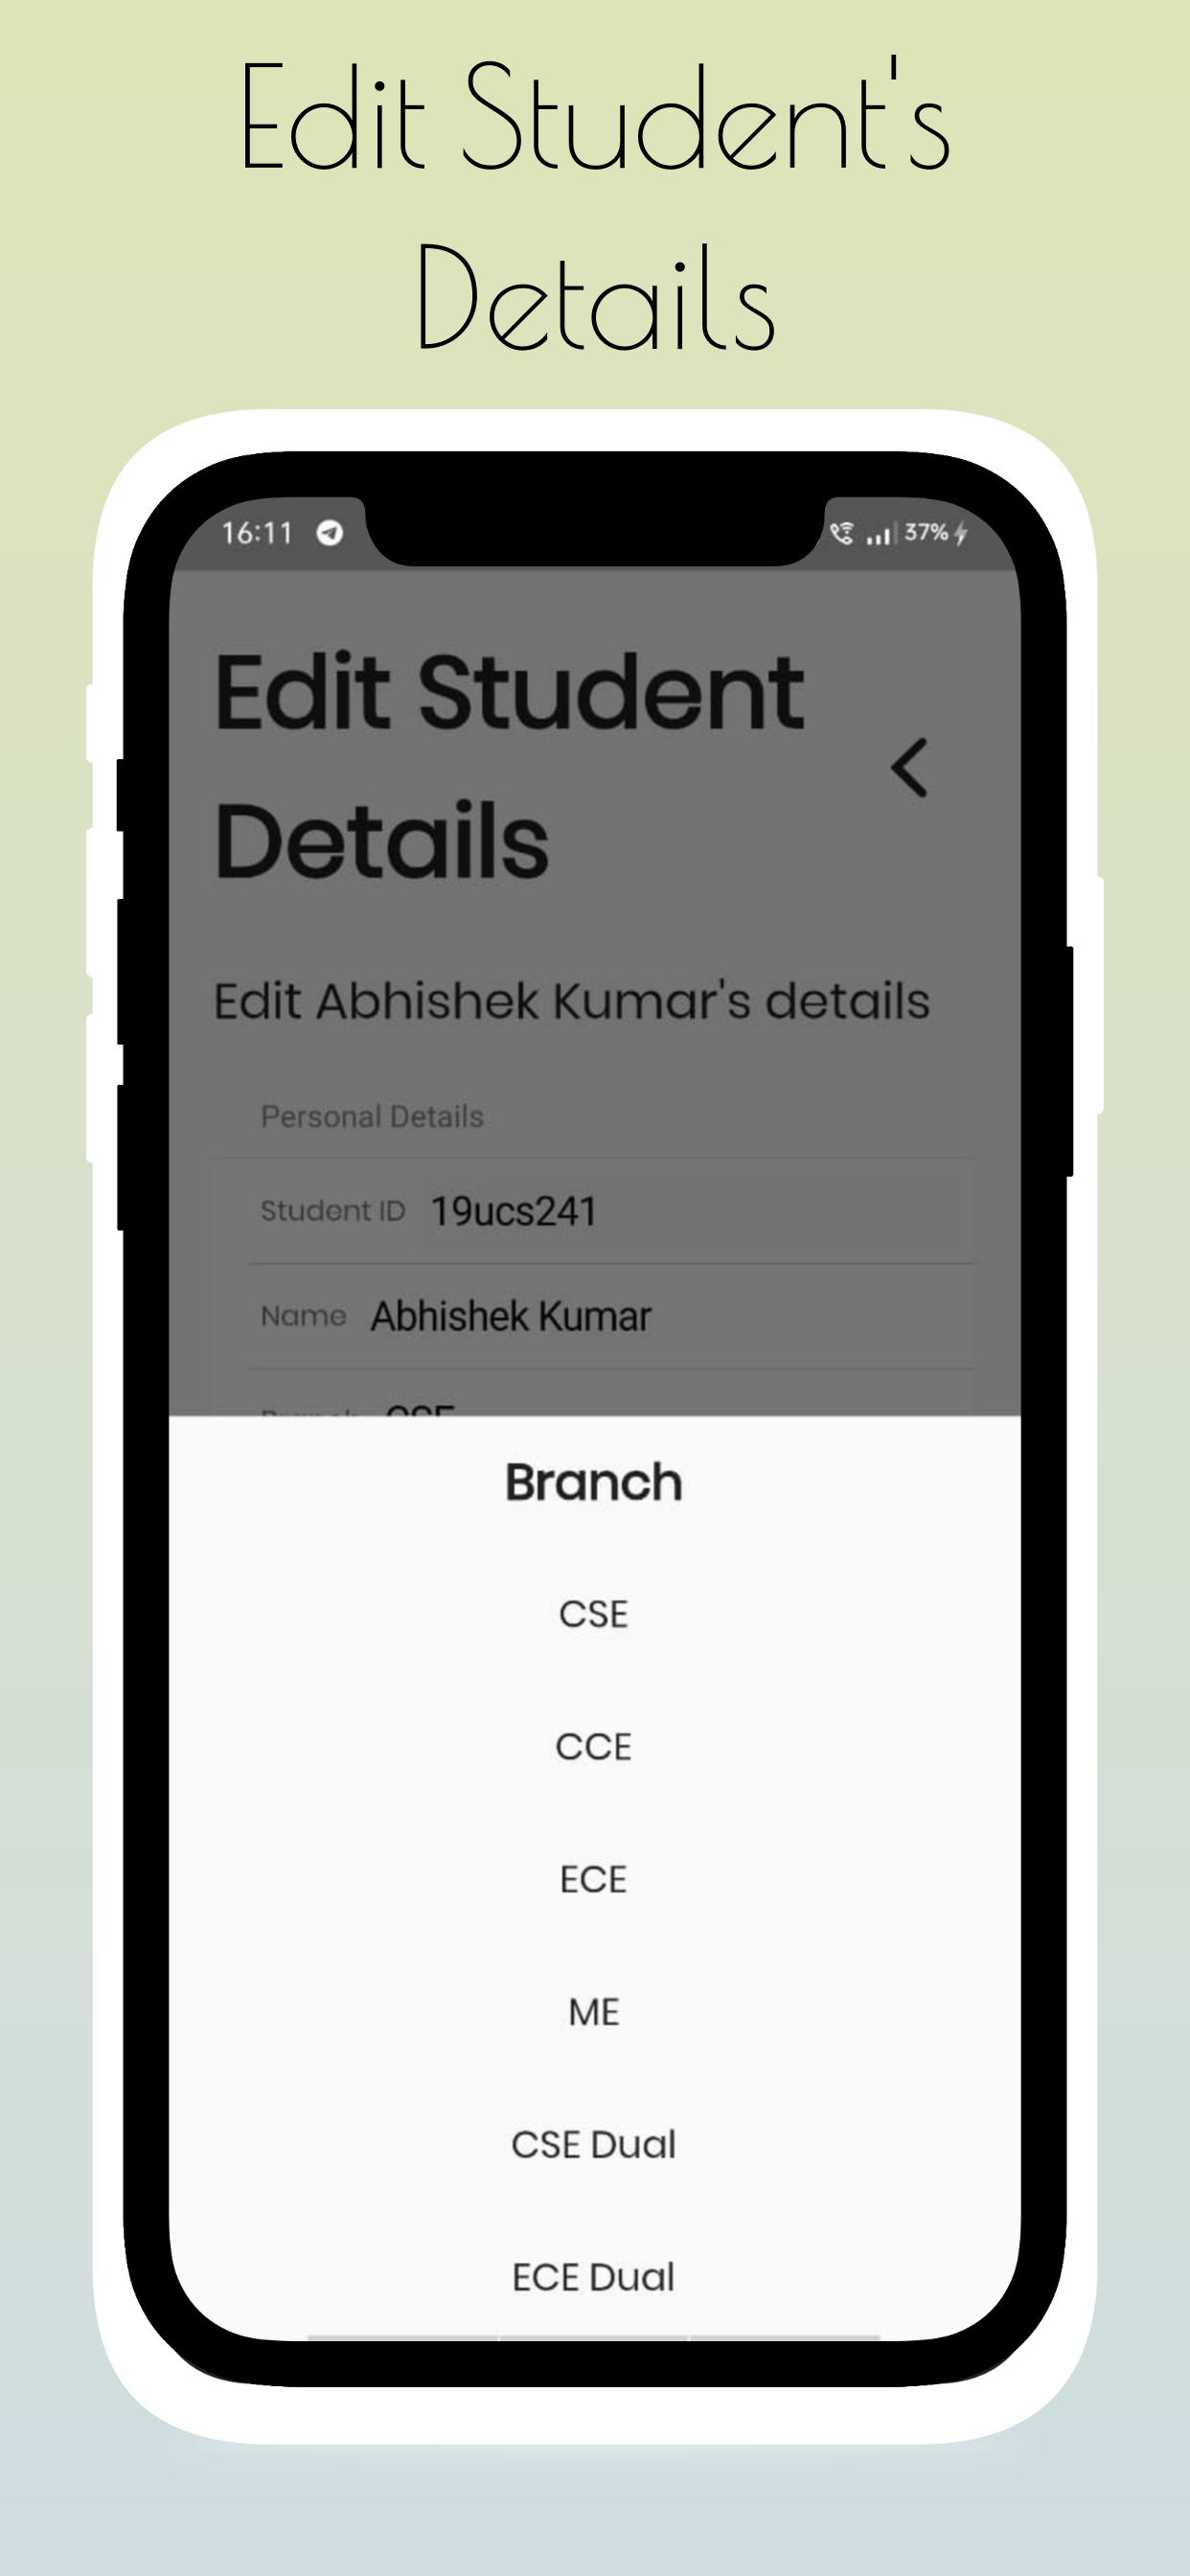 Edit Student's
Details
16:11
37%
Edit Student
Details
Edit Abhishek Kumar's details
Personal Details
Student ID 19ucs241
Name Abhishek Kumar
Branch CSE
Branch
CSE
CCE
ECE
ME
CSE Dual
ECE Dual